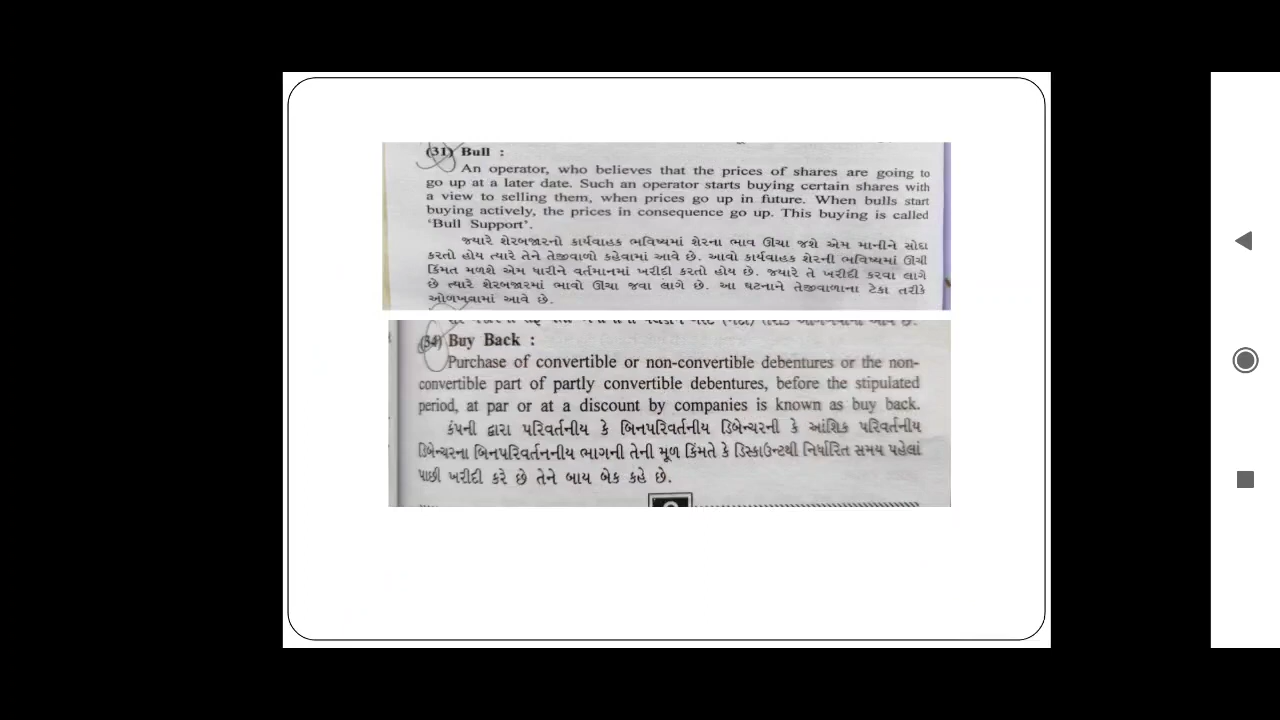 (31) Bull :
An operator, who believes that the prices of shares are going to
go up at a later date. Such an operator starts buying certain shares with
a view to selling them, when prices go up in future. When bulls start
buying actively, the prices in consequence go up. This buying is called
‘Bull Support’.
જ્યારે શેરબજારનો કાર્યવાહક ભવિષ્યમાં શેરના ભાવ ઊંચા જશે એમ માનીને સોદા
કરતો હોય ત્યારે તેને તેજીવાળો કહેવામાં આવે છે. આવો કાર્યવાહક શેરની ભવિષ્યમાં ઊંચી
કિંમત મળશે એમ ધારીને વર્તમાનમાં ખરીદી કરતો હોય છે. જ્યારે તે ખરીદી કરવા લાગે
છે ત્યારે શેરબજારમાં ભાવો ઊંચા જવા લાગે છે. આ ઘટનાને તેજીવાળાના ટેકા તરીકે
ઓળખવામાં આવે છે.
(34) Buy Back :
Purchase of convertible or non-convertible debentures or the non-
convertible part of partly convertible debentures, before the stipulated
period, at par or at a discount by companies is known as buy back.
કંપની દ્વારા પરિવર્તનીય કે બિનપરિવર્તનીય ડિબેન્ચરની કે આંશિક પરિવર્તનીય
ડિબેન્ચરના બિનપરિવર્તનનીય ભાગની તેની મૂળ કિંમતે કે ડિસ્કાઉન્ટથી નિર્ધારિત સમય પહેલાં
પાછી ખરીદી કરે છે તેને બાય બેક કહે છે.